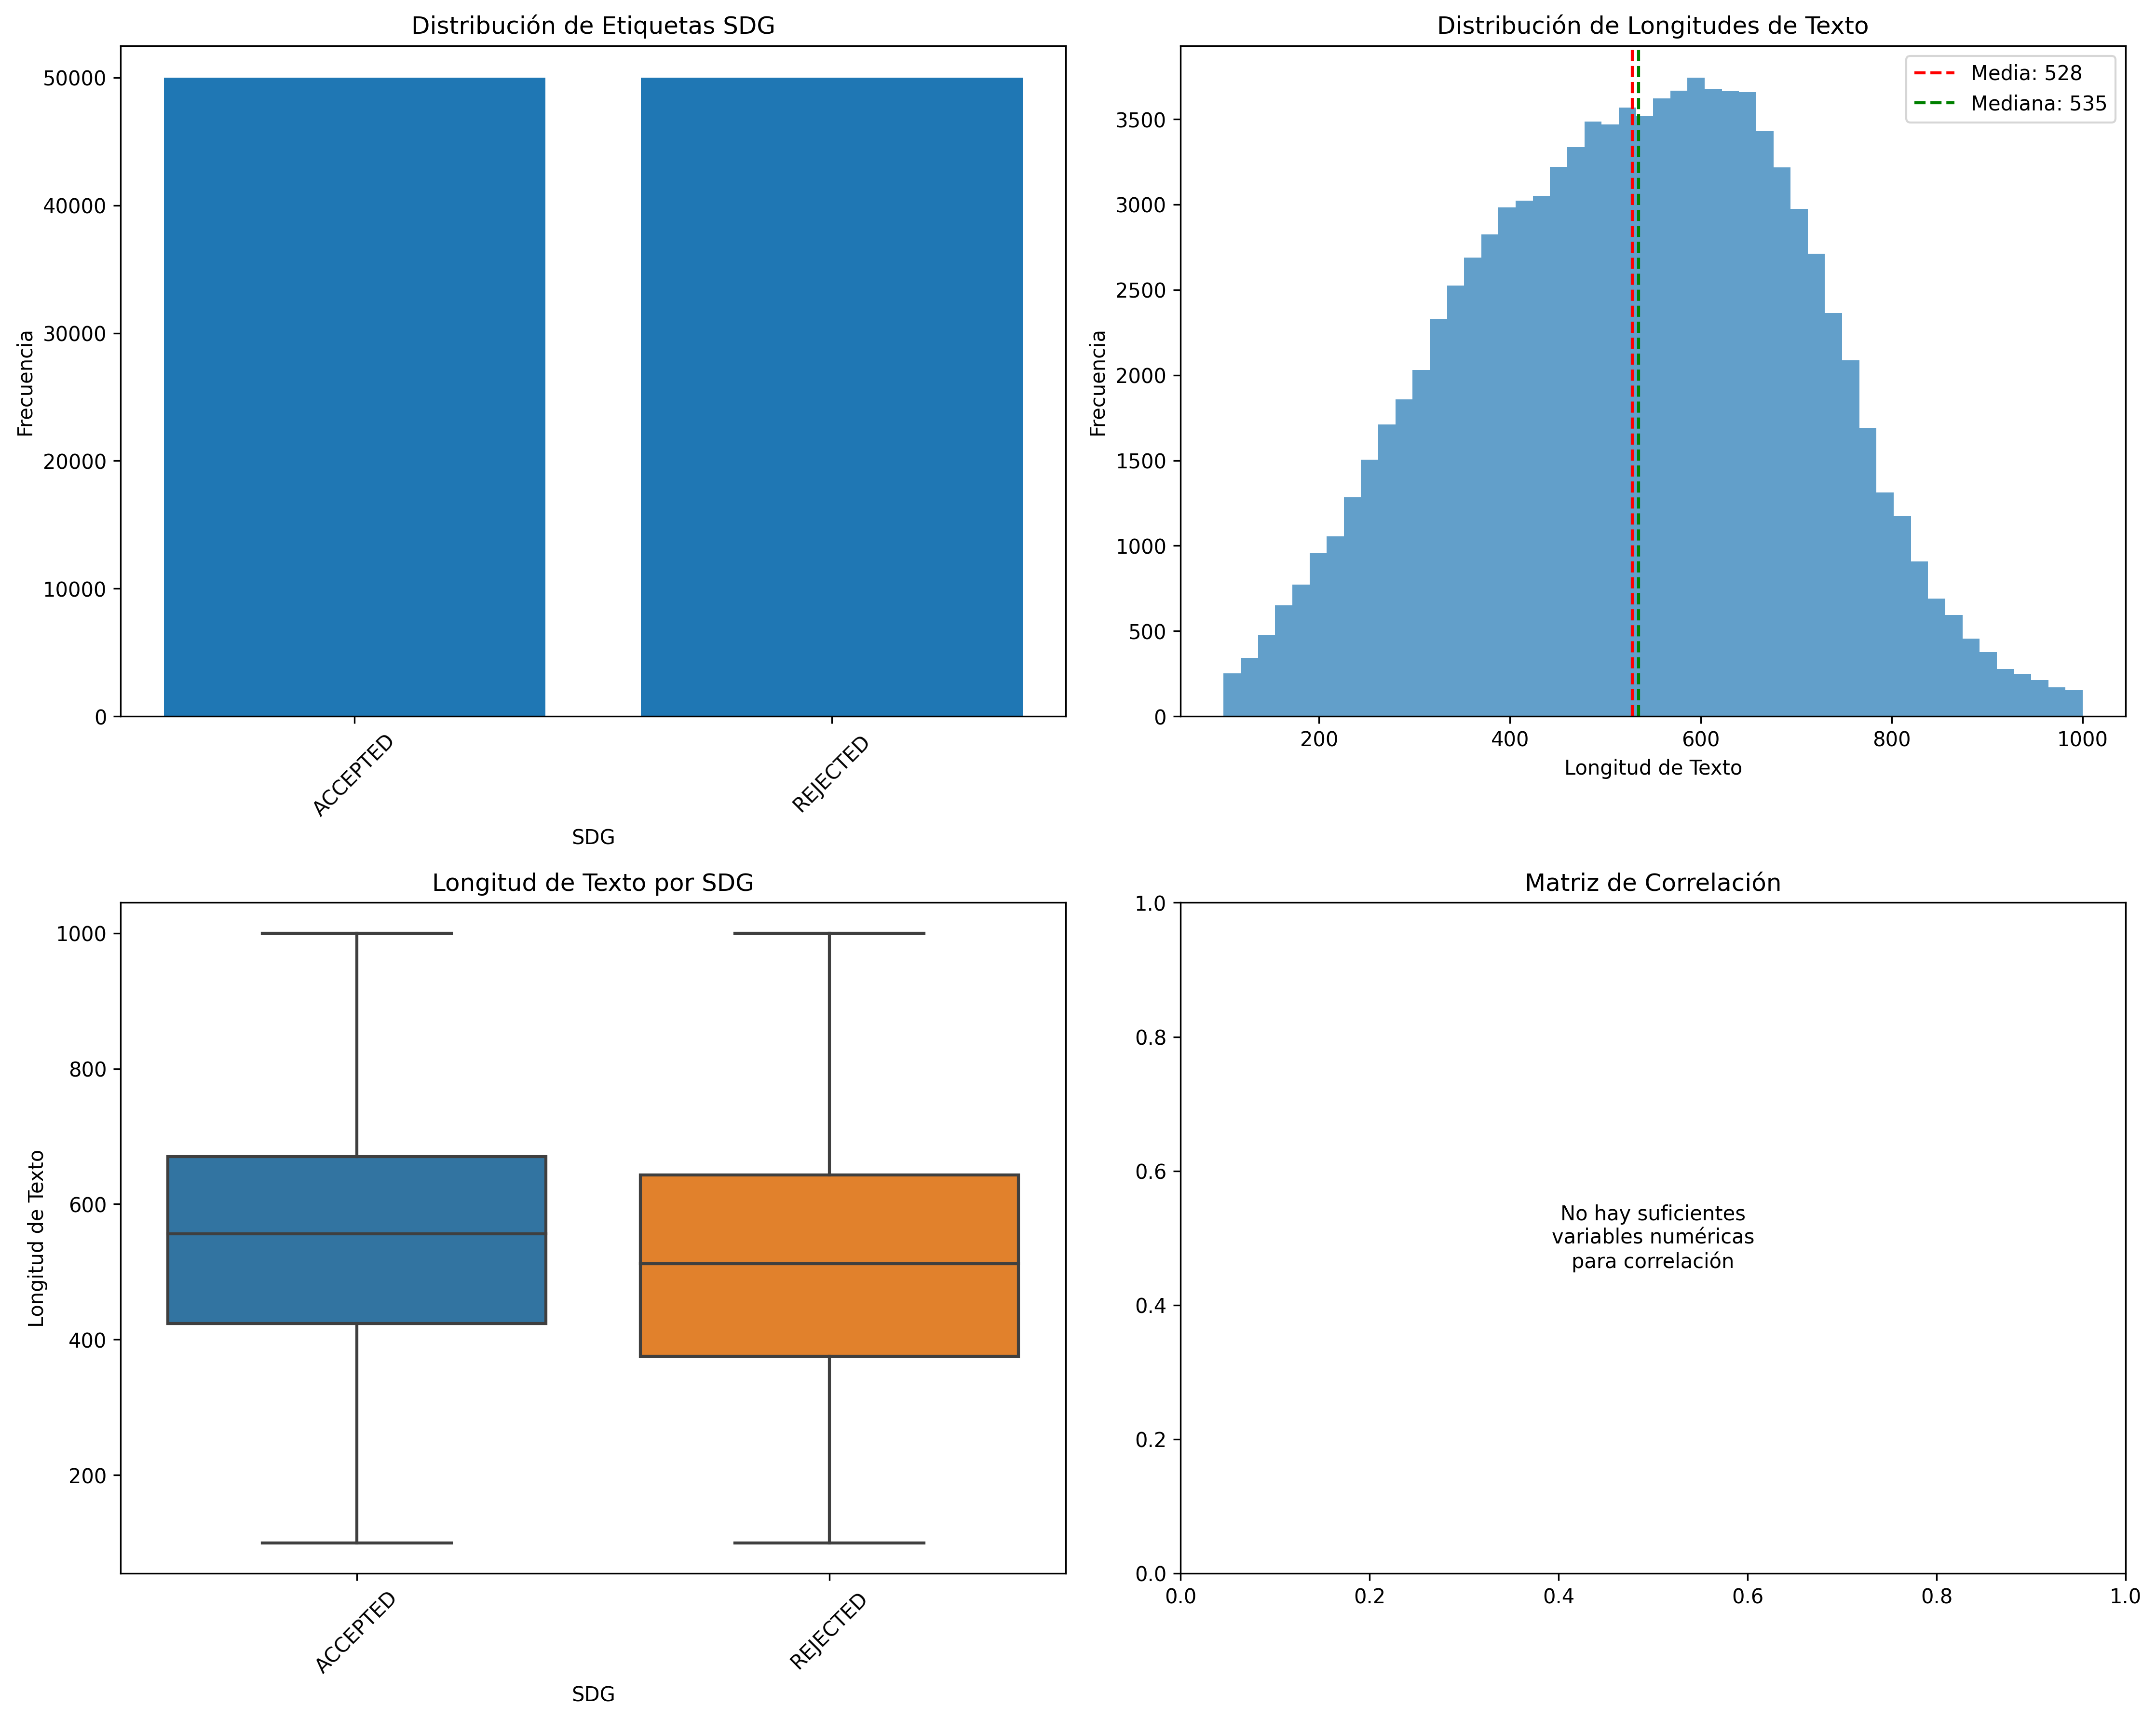 Distribución de Etiquetas SDG
Frecuencia
50000
40000
30000
20000
10000
0
ACCEPTED
REJECTED
SDG
Distribución de Longitudes de Texto
Media: 528
Mediana: 535
Frecuencia
3500
3000
2500
2000
1500
1000
500
0
200
400
600
800
1000
Longitud de Texto
Longitud de Texto por SDG
Longitud de Texto
1000
800
600
400
200
ACCEPTED
REJECTED
SDG
Matriz de Correlación
1.0
0.8
0.6
0.4
0.2
0.0
No hay suficientes
variables numéricas
para correlación
0.0
0.2
0.4
0.6
0.8
1.0